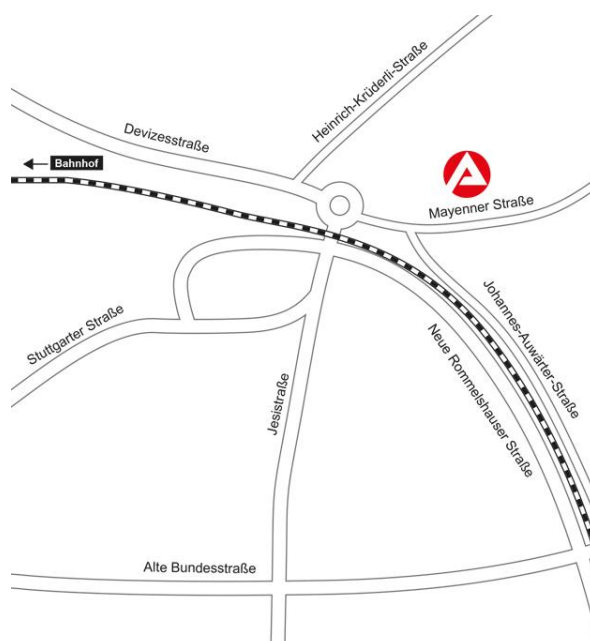 Heinrich-Krüderli-Straße
Devizesstraße
Bahnhof
Mayenner Straße
Johannes-Auwärter-Straße
Stuttgarter Straße
Neue Rommelshauser Straße
Jesistraße
Alte Bundesstraße